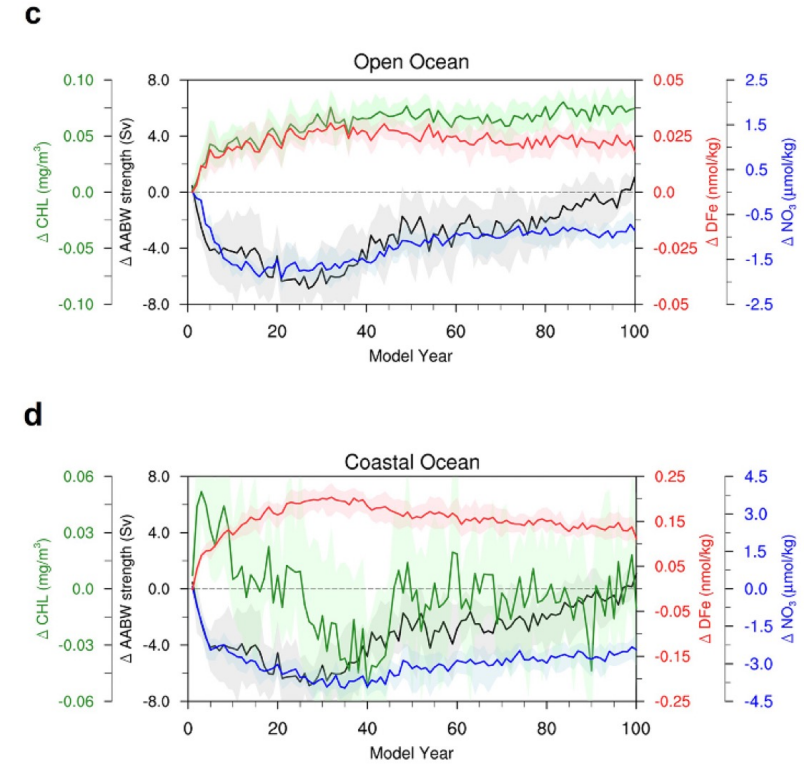 c
Open Ocean
0.10 8.0 0.05 2.5
0.05 4.0 0.025 1.5
0.5
0.0 0.0 0.0
-0.5
-0.05 -4.0 -0.025
-1.5
-0.10 -8.0 -0.05 -2.5
Δ CHL (mg/m³)
Δ AABW strength (Sv)
Δ DFe (nmol/kg)
Δ NO₃ (µmol/kg)
0 20 40 60 80 100
Model Year
d
Coastal Ocean
0.06 8.0 0.25 4.5
3.0
0.03 4.0 0.15
0.05 1.5
0.0 0.0 0.0
-0.05
-1.5
-0.03 -4.0 -0.15 -3.0
-0.06 -8.0 -0.25 -4.5
Δ CHL (mg/m³)
Δ AABW strength (Sv)
Δ DFe (nmol/kg)
Δ NO₃ (µmol/kg)
0 20 40 60 80 100
Model Year